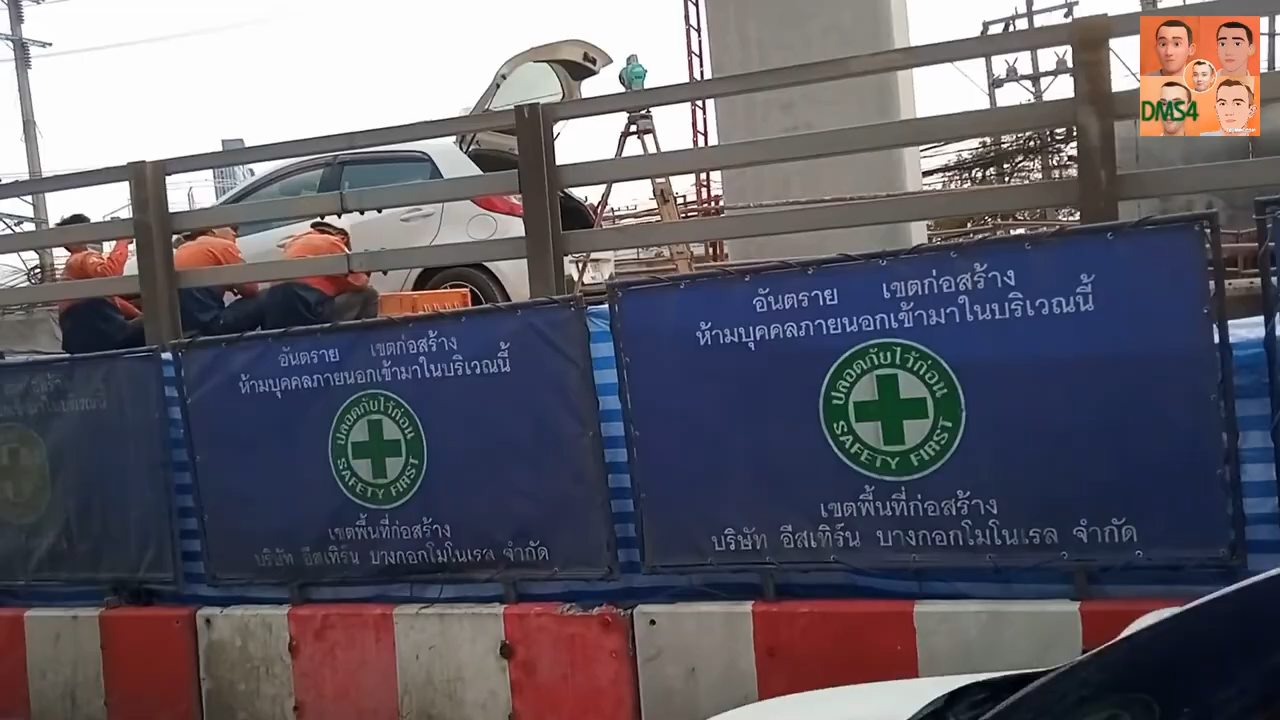 DMS4
อันตราย เขตก่อสร้าง
ห้ามบุคคลภายนอกเข้ามาในบริเวณนี้
ปลอดภัยไว้ก่อน
SAFETY FIRST
เขตพื้นที่ก่อสร้าง
บริษัท อีสเทิร์น บางกอกโมโนเรล จำกัด
อันตราย เขตก่อสร้าง
ห้ามบุคคลภายนอกเข้ามาในบริเวณนี้
ปลอดภัยไว้ก่อน
SAFETY FIRST
เขตพื้นที่ก่อสร้าง
บริษัท อีสเทิร์น บางกอกโมโนเรล จำกัด